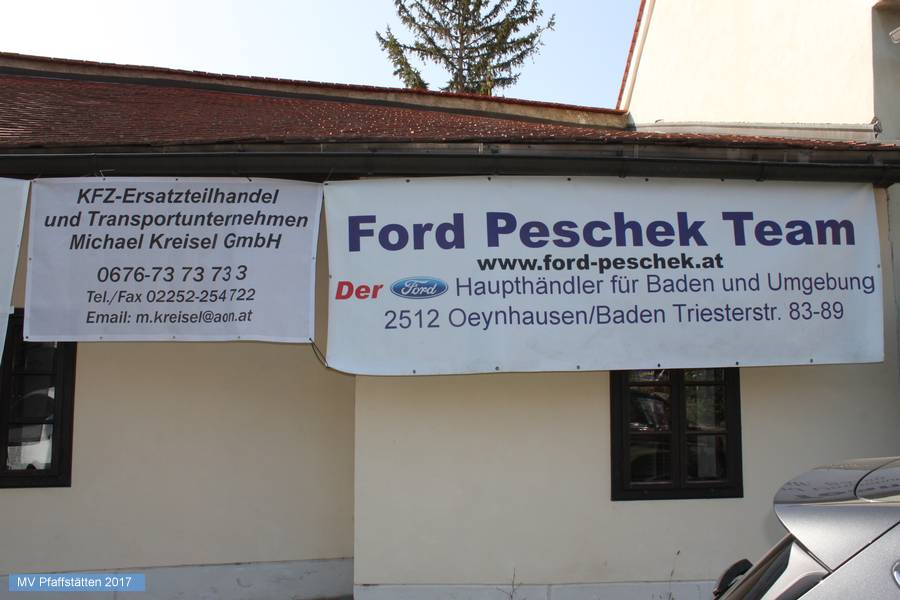 KFZ-Ersatzteilhandel
und Transportunternehmen
Michael Kreisel GmbH
0676-73 73 73 3
Tel./Fax 02252-254 722
Email: m.kreisel@aon.at
Ford Peschek Team
www.ford-peschek.at
Der Ford Haupthändler für Baden und Umgebung
2512 Oeynhausen/Baden Triesterstr. 83-89
MV Pfaffstätten 2017